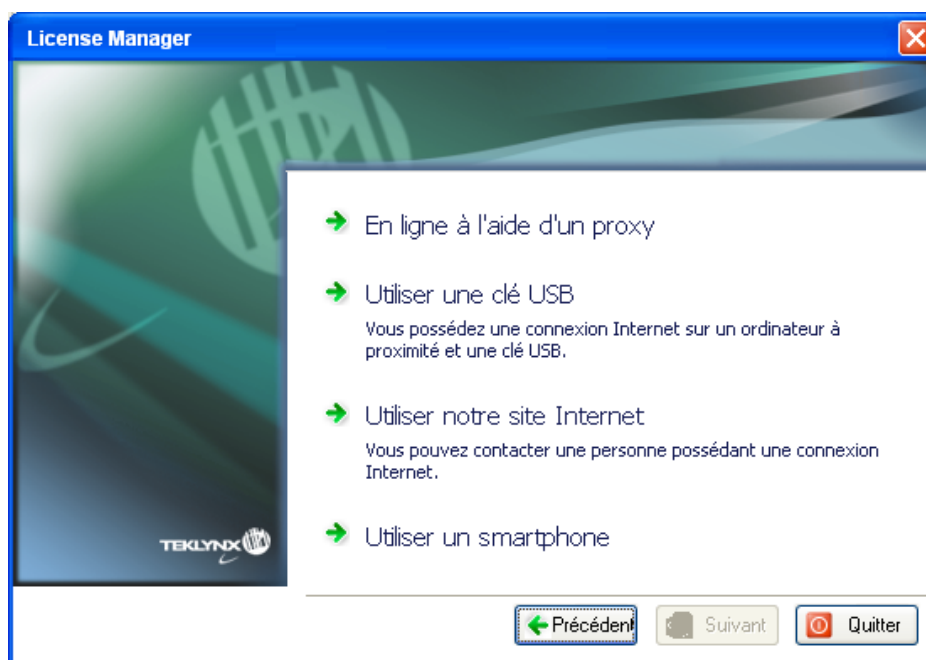 License Manager
En ligne à l'aide d'un proxy
Utiliser une clé USB
Vous possédez une connexion Internet sur un ordinateur à
proximité et une clé USB.
Utiliser notre site Internet
Vous pouvez contacter une personne possédant une connexion
Internet.
Utiliser un smartphone
TEKLYNX
Précédent
Suivant
Quitter